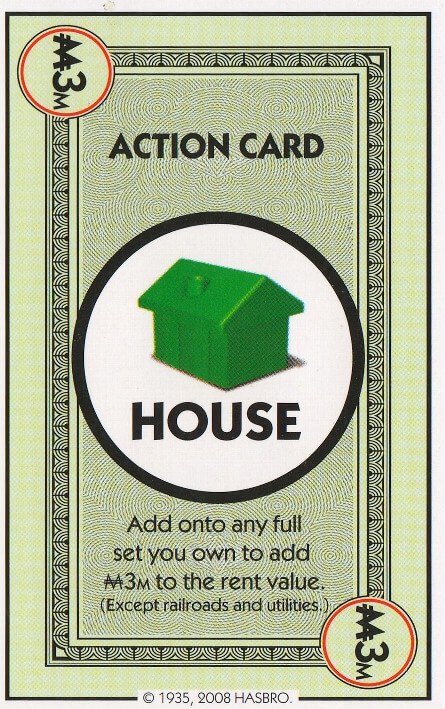 ₩3M
ACTION CARD
HOUSE
Add onto any full
set you own to add
₩3M to the rent value.
(Except railroads and utilities.)
₩3M
© 1935, 2008 HASBRO.